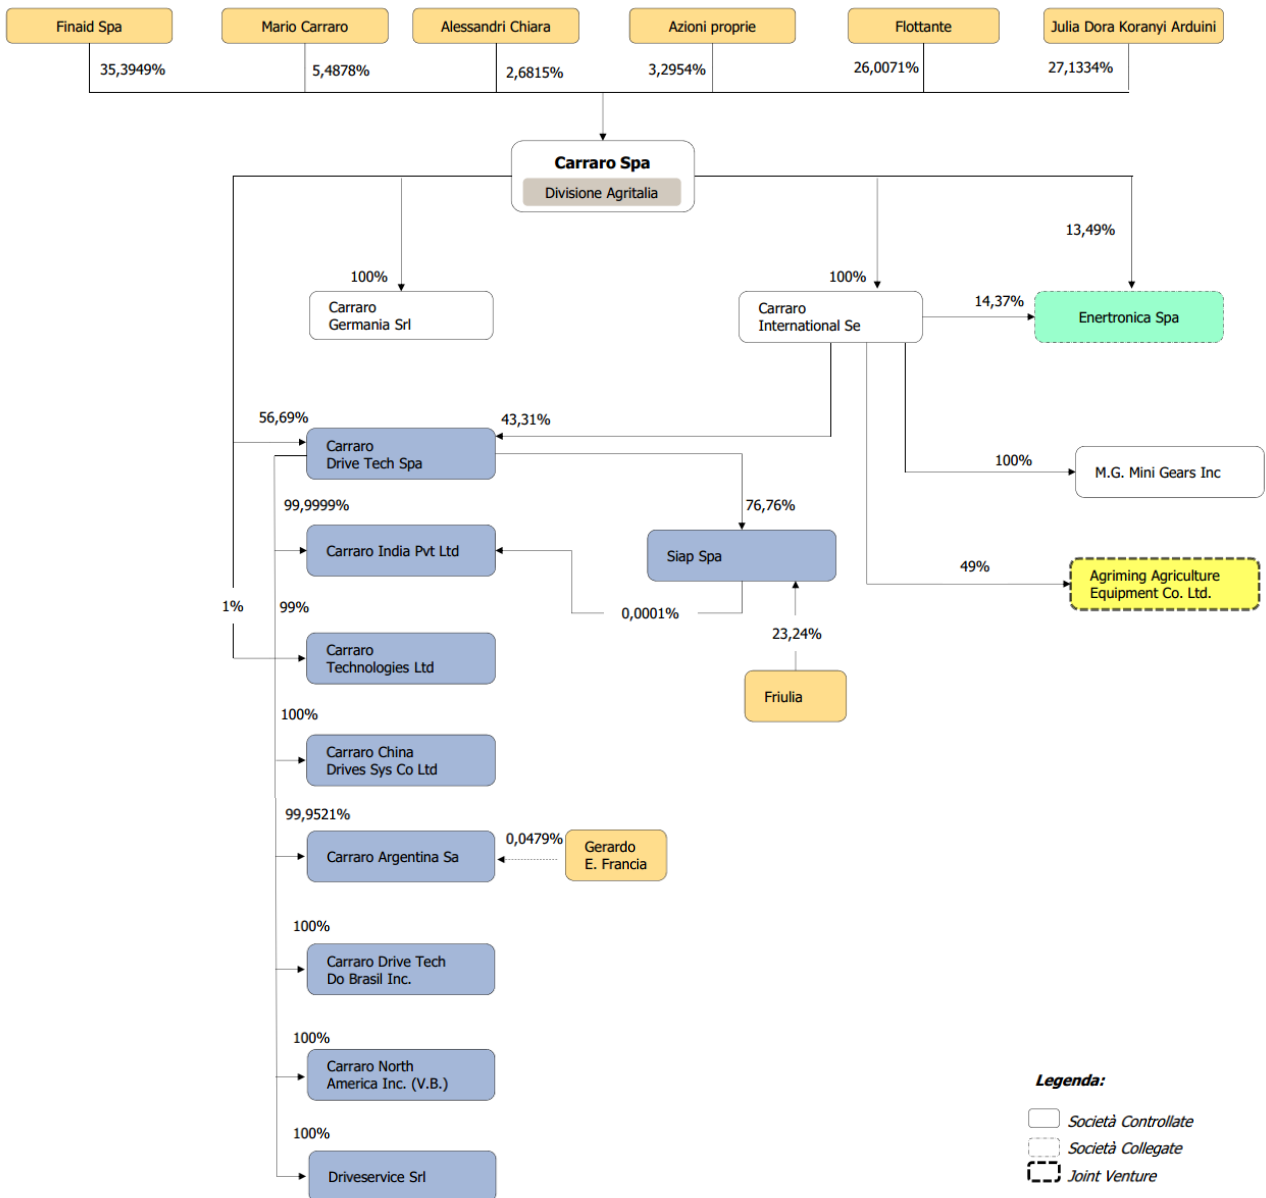 Finaid Spa
Mario Carraro
Alessandri Chiara
Azioni proprie
Flottante
Julia Dora Koranyi Arduini
35,3949%
5,4878%
2,6815%
3,2954%
26,0071%
27,1334%
Carraro Spa
Divisione Agritalia
13,49%
100%
100%
Carraro
Germania Srl
Carraro
International Se
14,37%
Enertronica Spa
56,69%
43,31%
Carraro
Drive Tech Spa
100%
M.G. Mini Gears Inc
99,9999%
76,76%
Carraro India Pvt Ltd
Siap Spa
49%
Agriming Agriculture
Equipment Co. Ltd.
1%
99%
0,0001%
23,24%
Carraro
Technologies Ltd
Friulia
100%
Carraro China
Drives Sys Co Ltd
99,9521%
0,0479%
Carraro Argentina Sa
Gerardo
E. Francia
100%
Carraro Drive Tech
Do Brasil Inc.
100%
Carraro North
America Inc. (V.B.)
100%
Driveservice Srl
Legenda:
Società Controllate
Società Collegate
Joint Venture